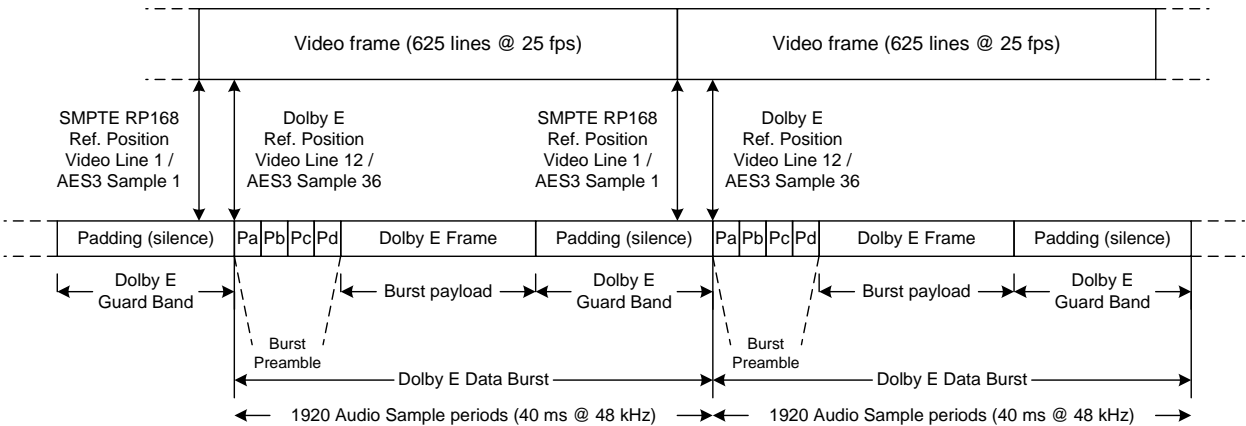 Video frame (625 lines @ 25 fps)
Video frame (625 lines @ 25 fps)
SMPTE RP168
Ref. Position
Video Line 1 /
AES3 Sample 1
Dolby E
Ref. Position
Video Line 12 /
AES3 Sample 36
SMPTE RP168
Ref. Position
Video Line 1 /
AES3 Sample 1
Dolby E
Ref. Position
Video Line 12 /
AES3 Sample 36
Padding (silence)
Pa
Pb
Pc
Pd
Dolby E Frame
Padding (silence)
Pa
Pb
Pc
Pd
Dolby E Frame
Padding (silence)
Dolby E
Guard Band
Burst payload
Dolby E
Guard Band
Burst payload
Dolby E
Guard Band
Burst
Preamble
Burst
Preamble
Dolby E Data Burst
Dolby E Data Burst
1920 Audio Sample periods (40 ms @ 48 kHz)
1920 Audio Sample periods (40 ms @ 48 kHz)